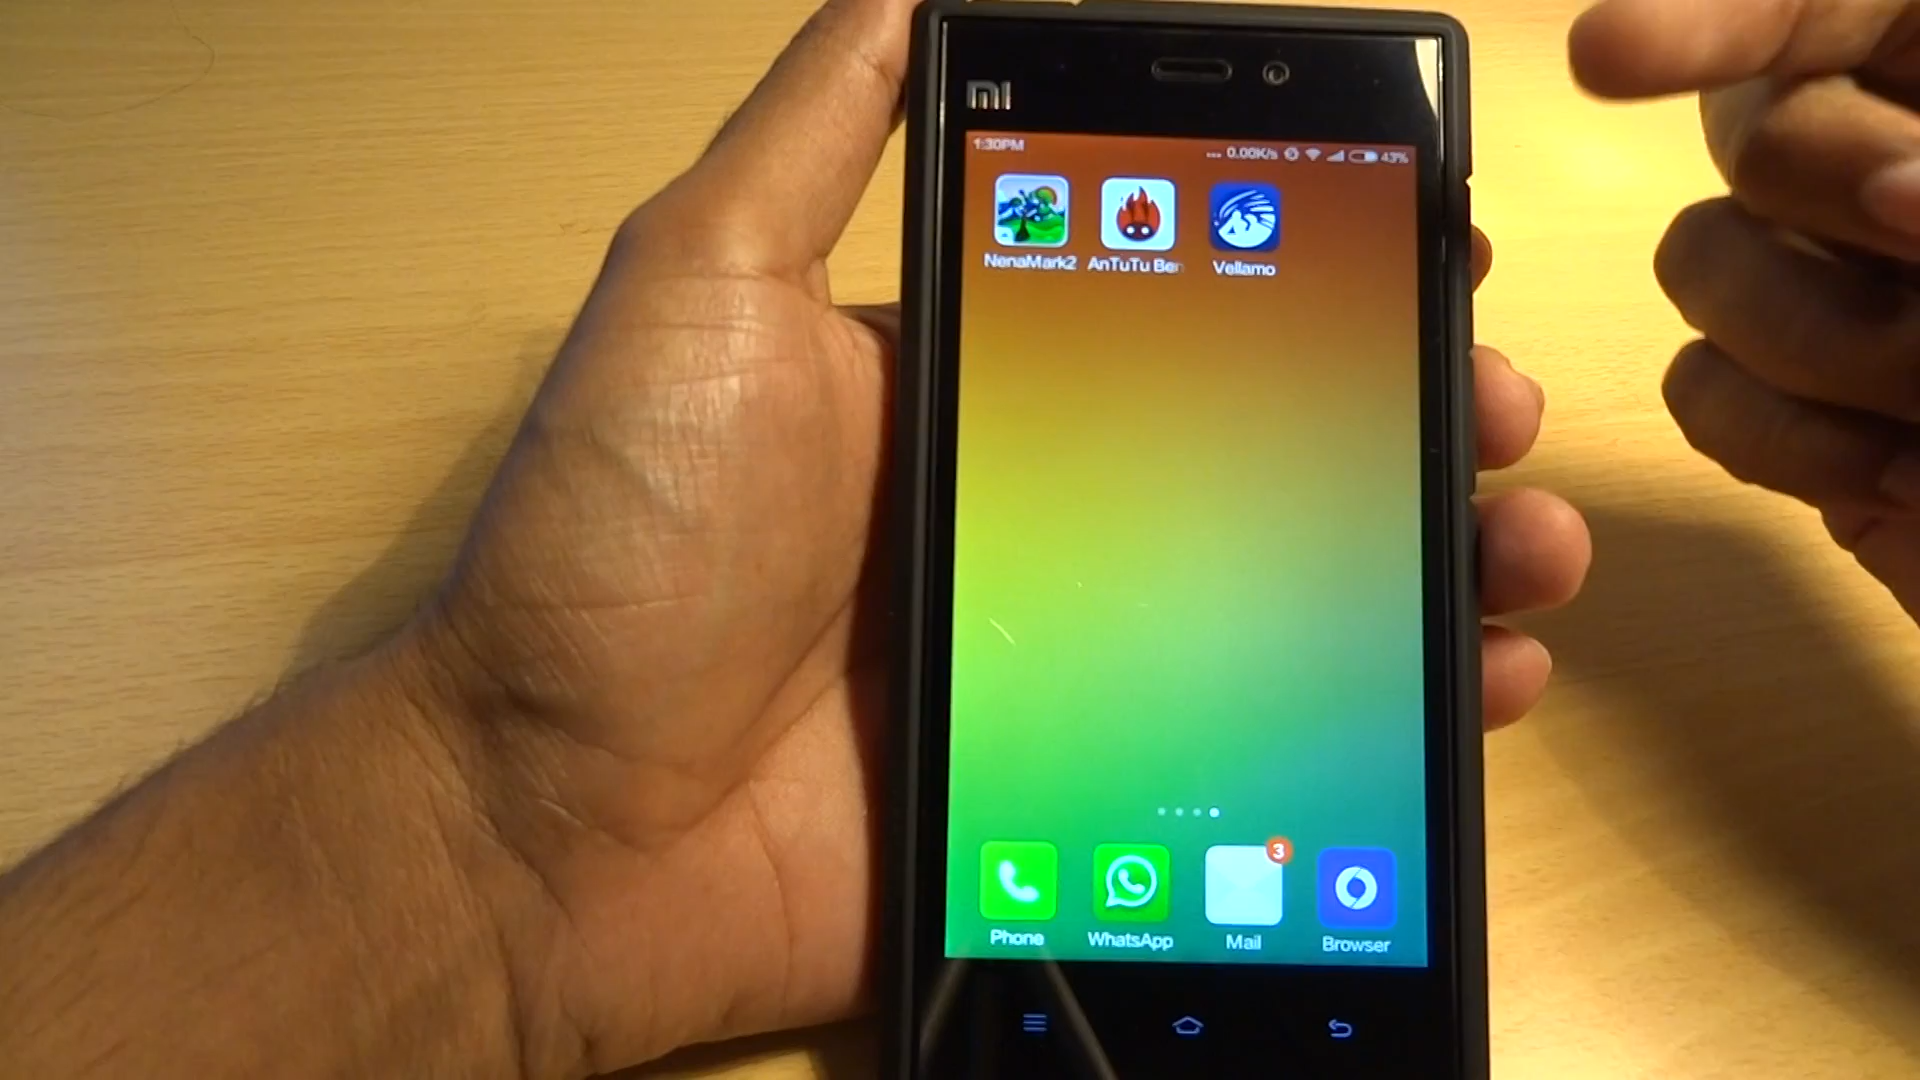 mi
1:30PM ... 0.00K/s 43%
NenaMark2 AnTuTu Ben Vellamo
3
Phone WhatsApp Mail Browser